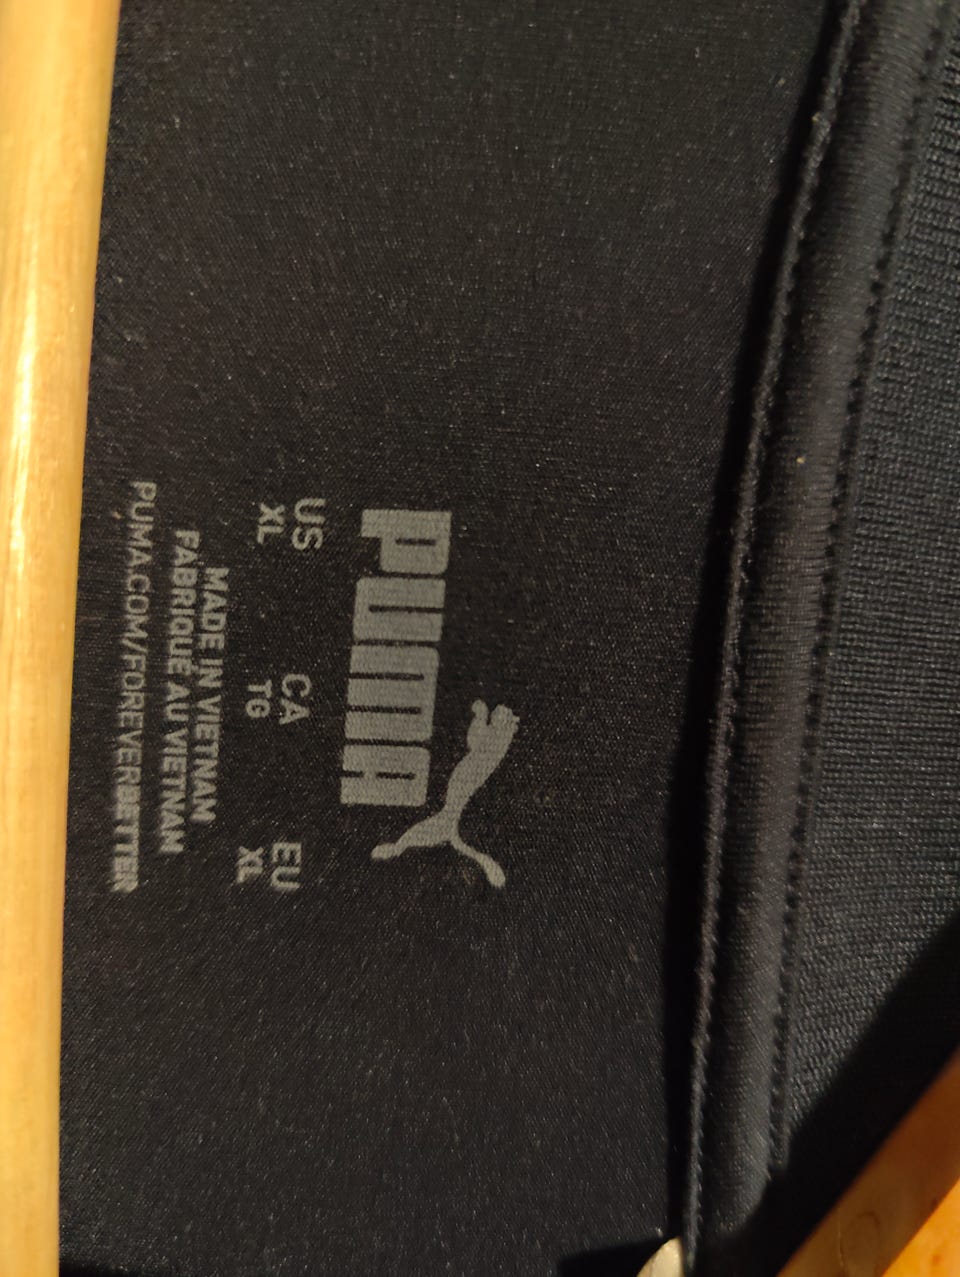 PUMA
US CA EU
XL TG XL
MADE IN VIETNAM
FABRIQUÉ AU VIETNAM
PUMA.COM/FOREVERBETTER